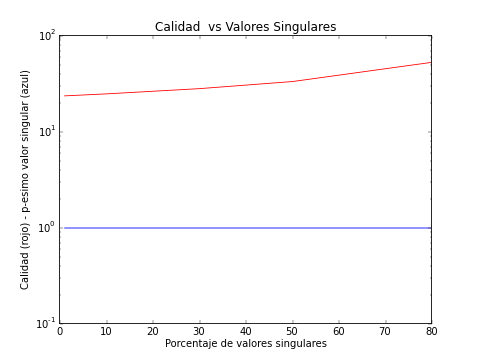 Calidad  vs Valores Singulares
10^2
10^1
10^0
10^-1
Calidad (rojo) - p-esimo valor singular (azul)
0 10 20 30 40 50 60 70 80
Porcentaje de valores singulares